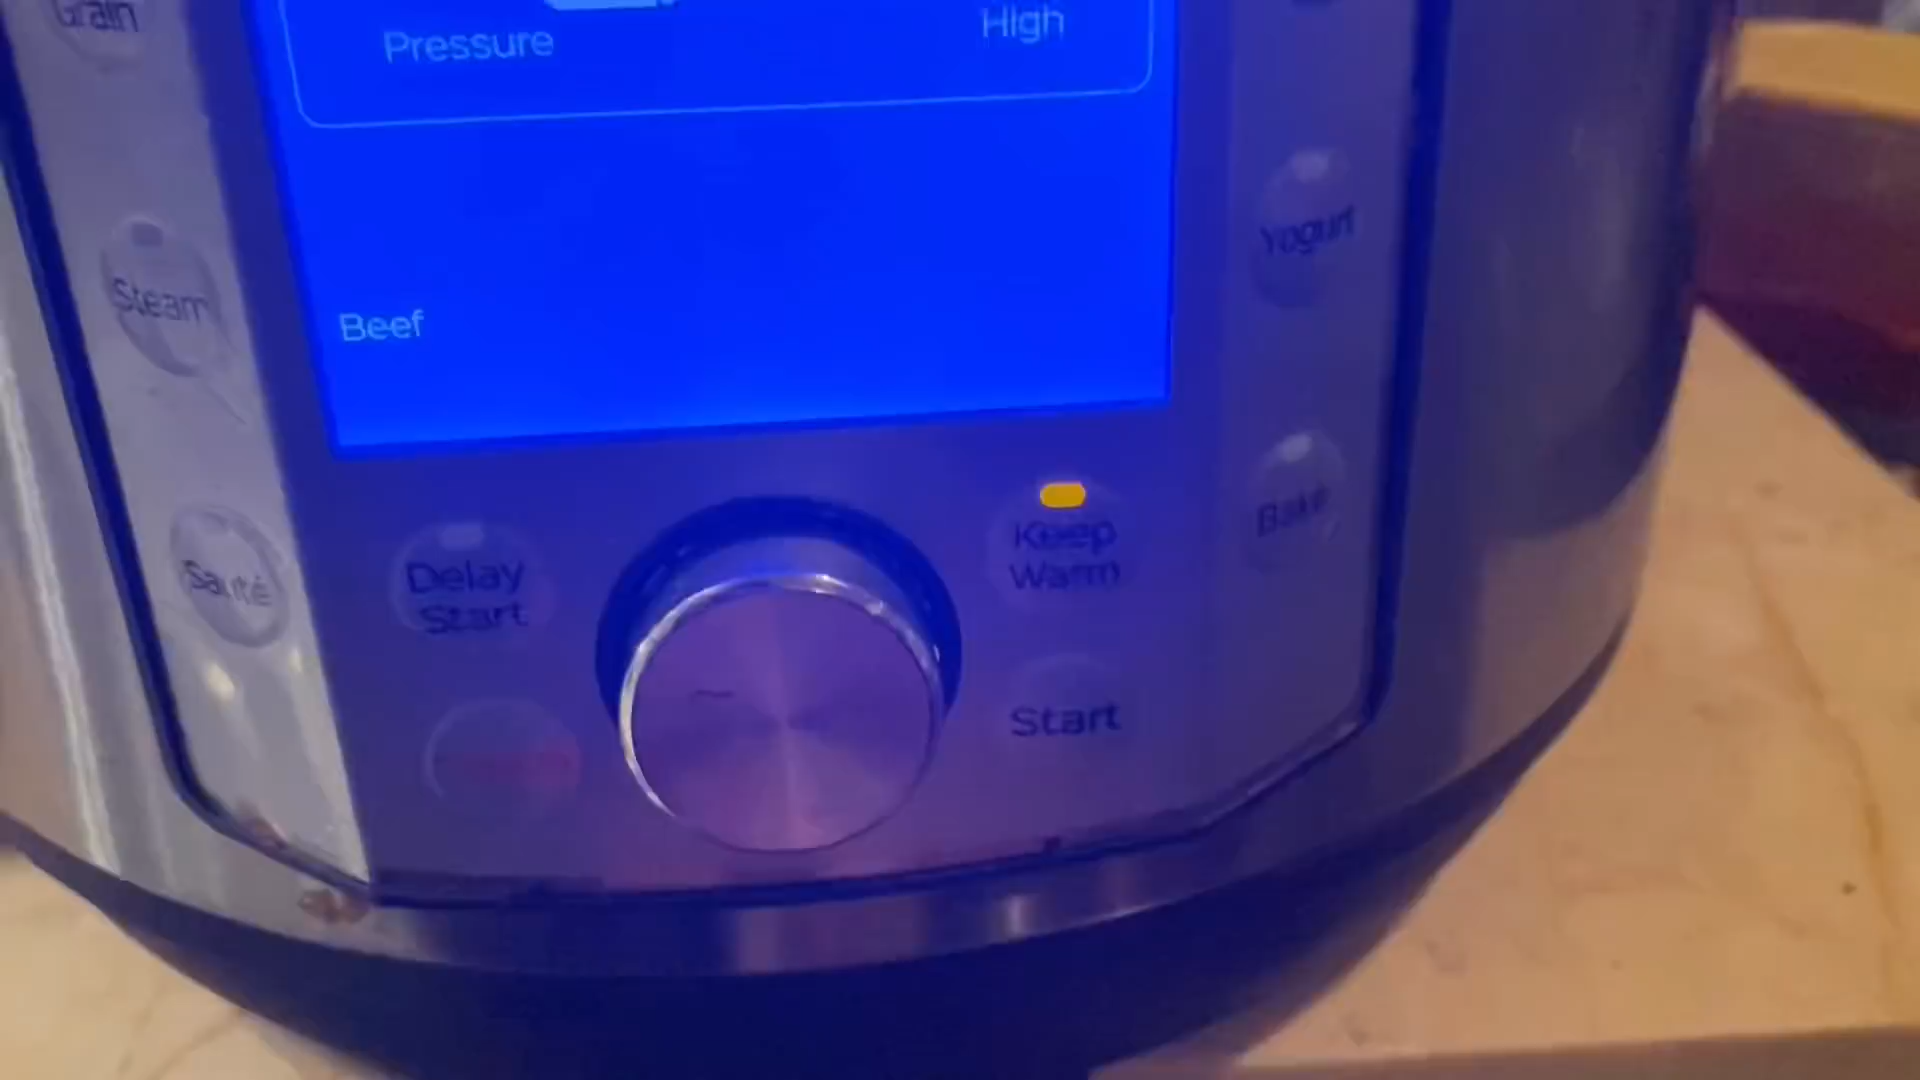 Grain
Pressure
High
Steam
Yogurt
Beef
Sauté
Delay
Start
Keep
Warm
Bake
Start